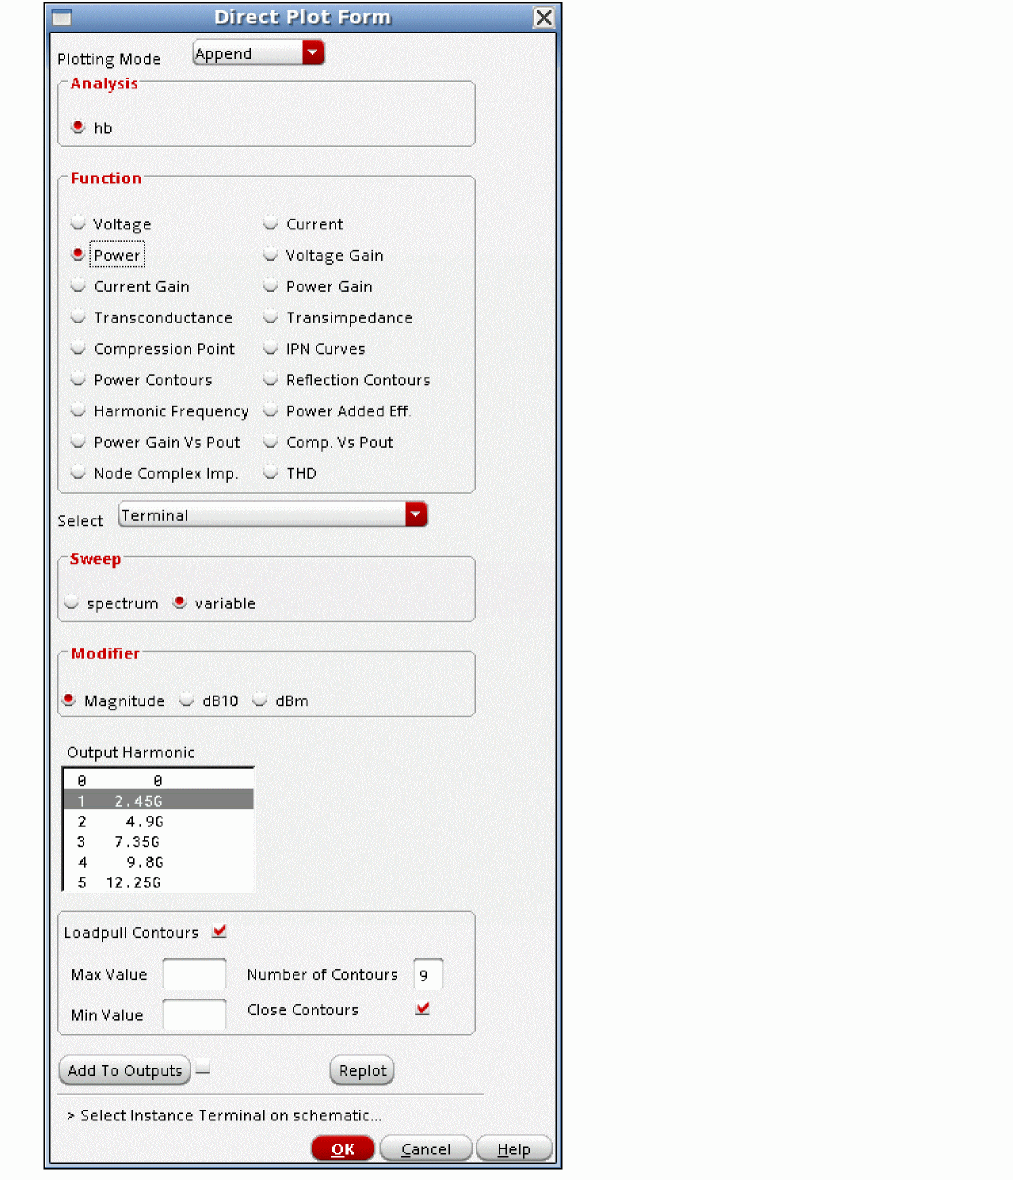 Direct Plot Form
Plotting Mode Append
Analysis
hb
Function
Voltage Current
Power Voltage Gain
Current Gain Power Gain
Transconductance Transimpedance
Compression Point IPN Curves
Power Contours Reflection Contours
Harmonic Frequency Power Added Eff.
Power Gain Vs Pout Comp. Vs Pout
Node Complex Imp. THD
Select Terminal
Sweep
spectrum variable
Modifier
Magnitude dB10 dBm
Output Harmonic
0 0
1 2.45G
2 4.9G
3 7.35G
4 9.8G
5 12.25G
Loadpull Contours
Max Value Number of Contours 9
Min Value Close Contours
Add To Outputs Replot
> Select Instance Terminal on schematic...
OK Cancel Help